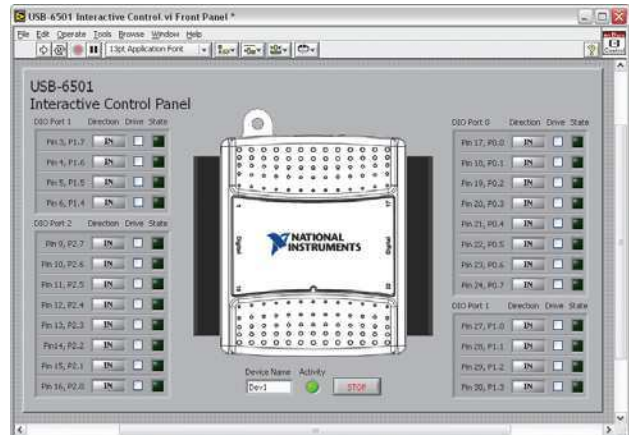 USB-6501 Interactive Control.vi Front Panel *
File Edit Operate Tools Browse Window Help
13pt Application Font
USB-6501
Interactive Control Panel
DIO Port 1 Direction Drive State
Pin 3, P1.7 IN
Pin 4, P1.6 IN
Pin 5, P1.5 IN
Pin 6, P1.4 IN
DIO Port 2 Direction Drive State
Pin 9, P2.7 IN
Pin 10, P2.6 IN
Pin 11, P2.5 IN
Pin 12, P2.4 IN
Pin 13, P2.3 IN
Pin14, P2.2 IN
Pin 15, P2.1 IN
Pin 16, P2.0 IN
Digital
NATIONAL
INSTRUMENTS
Digital
Device Name Activity
Dev1
STOP
DIO Port 0 Direction Drive State
Pin 17, P0.0 IN
Pin 18, P0.1 IN
Pin 19, P0.2 IN
Pin 20, P0.3 IN
Pin 21, P0.4 IN
Pin 22, P0.5 IN
Pin 23, P0.6 IN
Pin 24, P0.7 IN
DIO Port 1 Direction Drive State
Pin 27, P1.0 IN
Pin 28, P1.1 IN
Pin 29, P1.2 IN
Pin 30, P1.3 IN